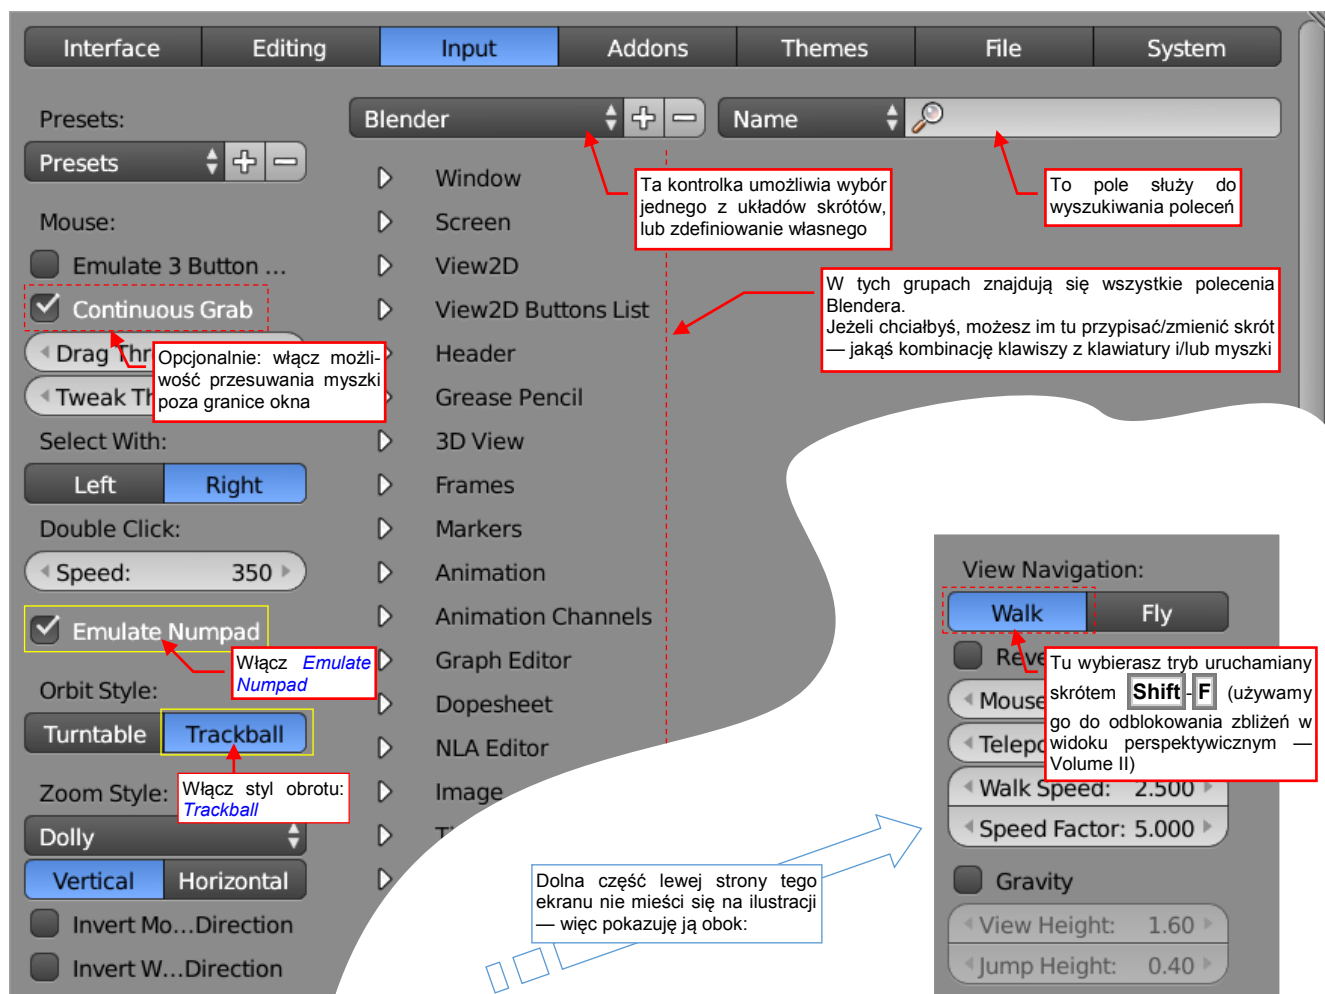 Interface Editing Input Addons Themes File System
Presets:
Blender
Name
Presets
Mouse:
Emulate 3 Button ...
Continuous Grab
Drag Thr
Tweak Th
Opcjonalnie: włącz możli-
wość przesuwania myszki
poza granice okna
Select With:
Left Right
Double Click:
Speed: 350
Emulate Numpad
Włącz Emulate
Numpad
Orbit Style:
Turntable Trackball
Włącz styl obrotu:
Trackball
Zoom Style:
Dolly
Vertical Horizontal
Invert Mo...Direction
Invert W...Direction
Window
Screen
View2D
View2D Buttons List
Header
Grease Pencil
3D View
Frames
Markers
Animation
Animation Channels
Graph Editor
Dopesheet
NLA Editor
Image
Ta kontrolka umożliwia wybór
jednego z układów skrótów,
lub zdefiniowanie własnego
To pole służy do
wyszukiwania poleceń
W tych grupach znajdują się wszystkie polecenia
Blendera.
Jeżeli chciałbyś, możesz im tu przypisać/zmienić skrót
— jakąś kombinację klawiszy z klawiatury i/lub myszki
Dolna część lewej strony tego
ekranu nie mieści się na ilustracji
— więc pokazuję ją obok:
View Navigation:
Walk Fly
Reve
Mouse
Telepo
Tu wybierasz tryb uruchamiany
skrótem Shift-F (używamy
go do odblokowania zbliżeń w
widoku perspektywicznym —
Volume II)
Walk Speed: 2.500
Speed Factor: 5.000
Gravity
View Height: 1.60
Jump Height: 0.40